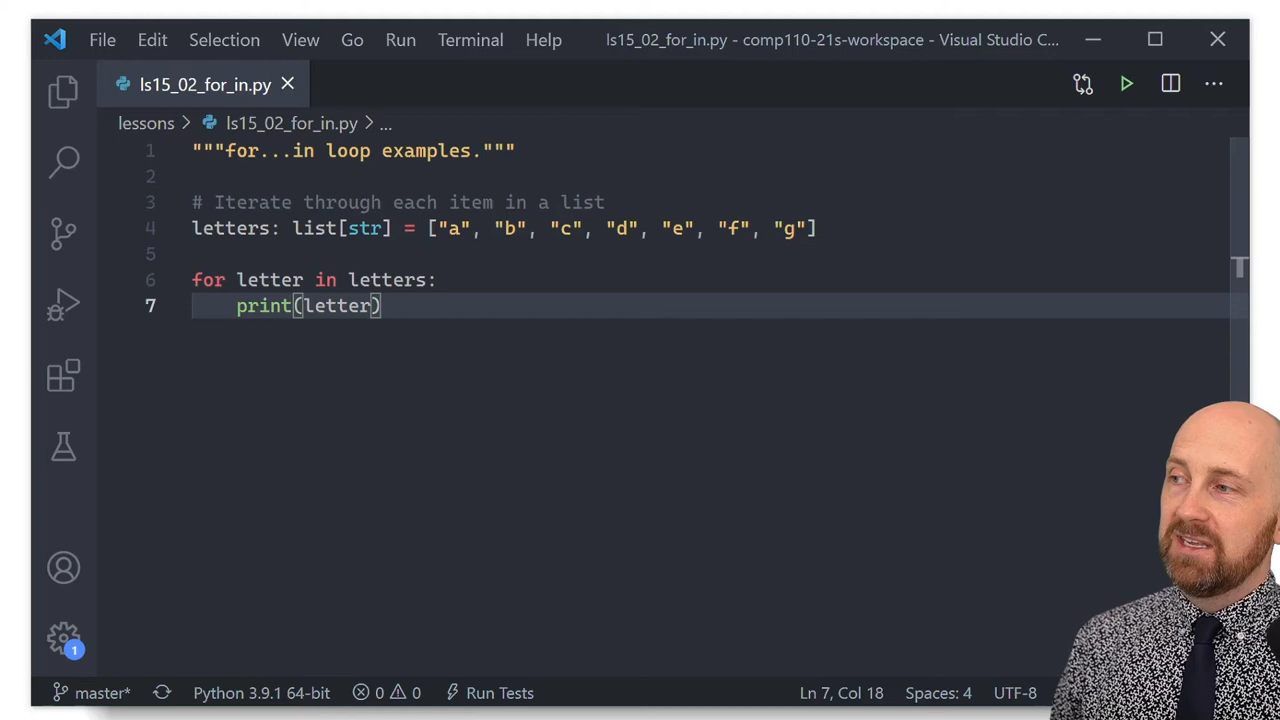 File Edit Selection View Go Run Terminal Help ls15_02_for_in.py - comp110-21s-workspace - Visual Studio C...
ls15_02_for_in.py
lessons > ls15_02_for_in.py > ...
1 """for...in loop examples."""
2
3 # Iterate through each item in a list
4 letters: list[str] = ["a", "b", "c", "d", "e", "f", "g"]
5
6 for letter in letters:
7     print(letter)
1
master* Python 3.9.1 64-bit 0 0 Run Tests Ln 7, Col 18 Spaces: 4 UTF-8